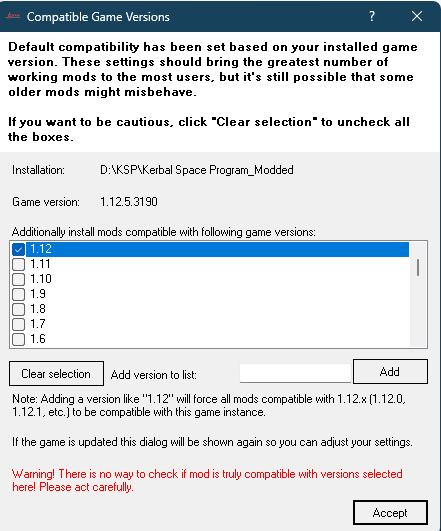 Compatible Game Versions
?
Default compatibility has been set based on your installed game
version. These settings should bring the greatest number of
working mods to the most users, but it's still possible that some
older mods might misbehave.
If you want to be cautious, click "Clear selection" to uncheck all
the boxes.
Installation: D:\KSP\Kerbal Space Program_Modded
Game version: 1.12.5.3190
Additionally install mods compatible with following game versions:
1.12
1.11
1.10
1.9
1.8
1.7
1.6
Clear selection Add version to list: Add
Note: Adding a version like "1.12" will force all mods compatible with 1.12.x (1.12.0,
1.12.1, etc.) to be compatible with this game instance.
If the game is updated this dialog will be shown again so you can adjust your settings.
Warning! There is no way to check if mod is truly compatible with versions selected
here! Please act carefully.
Accept